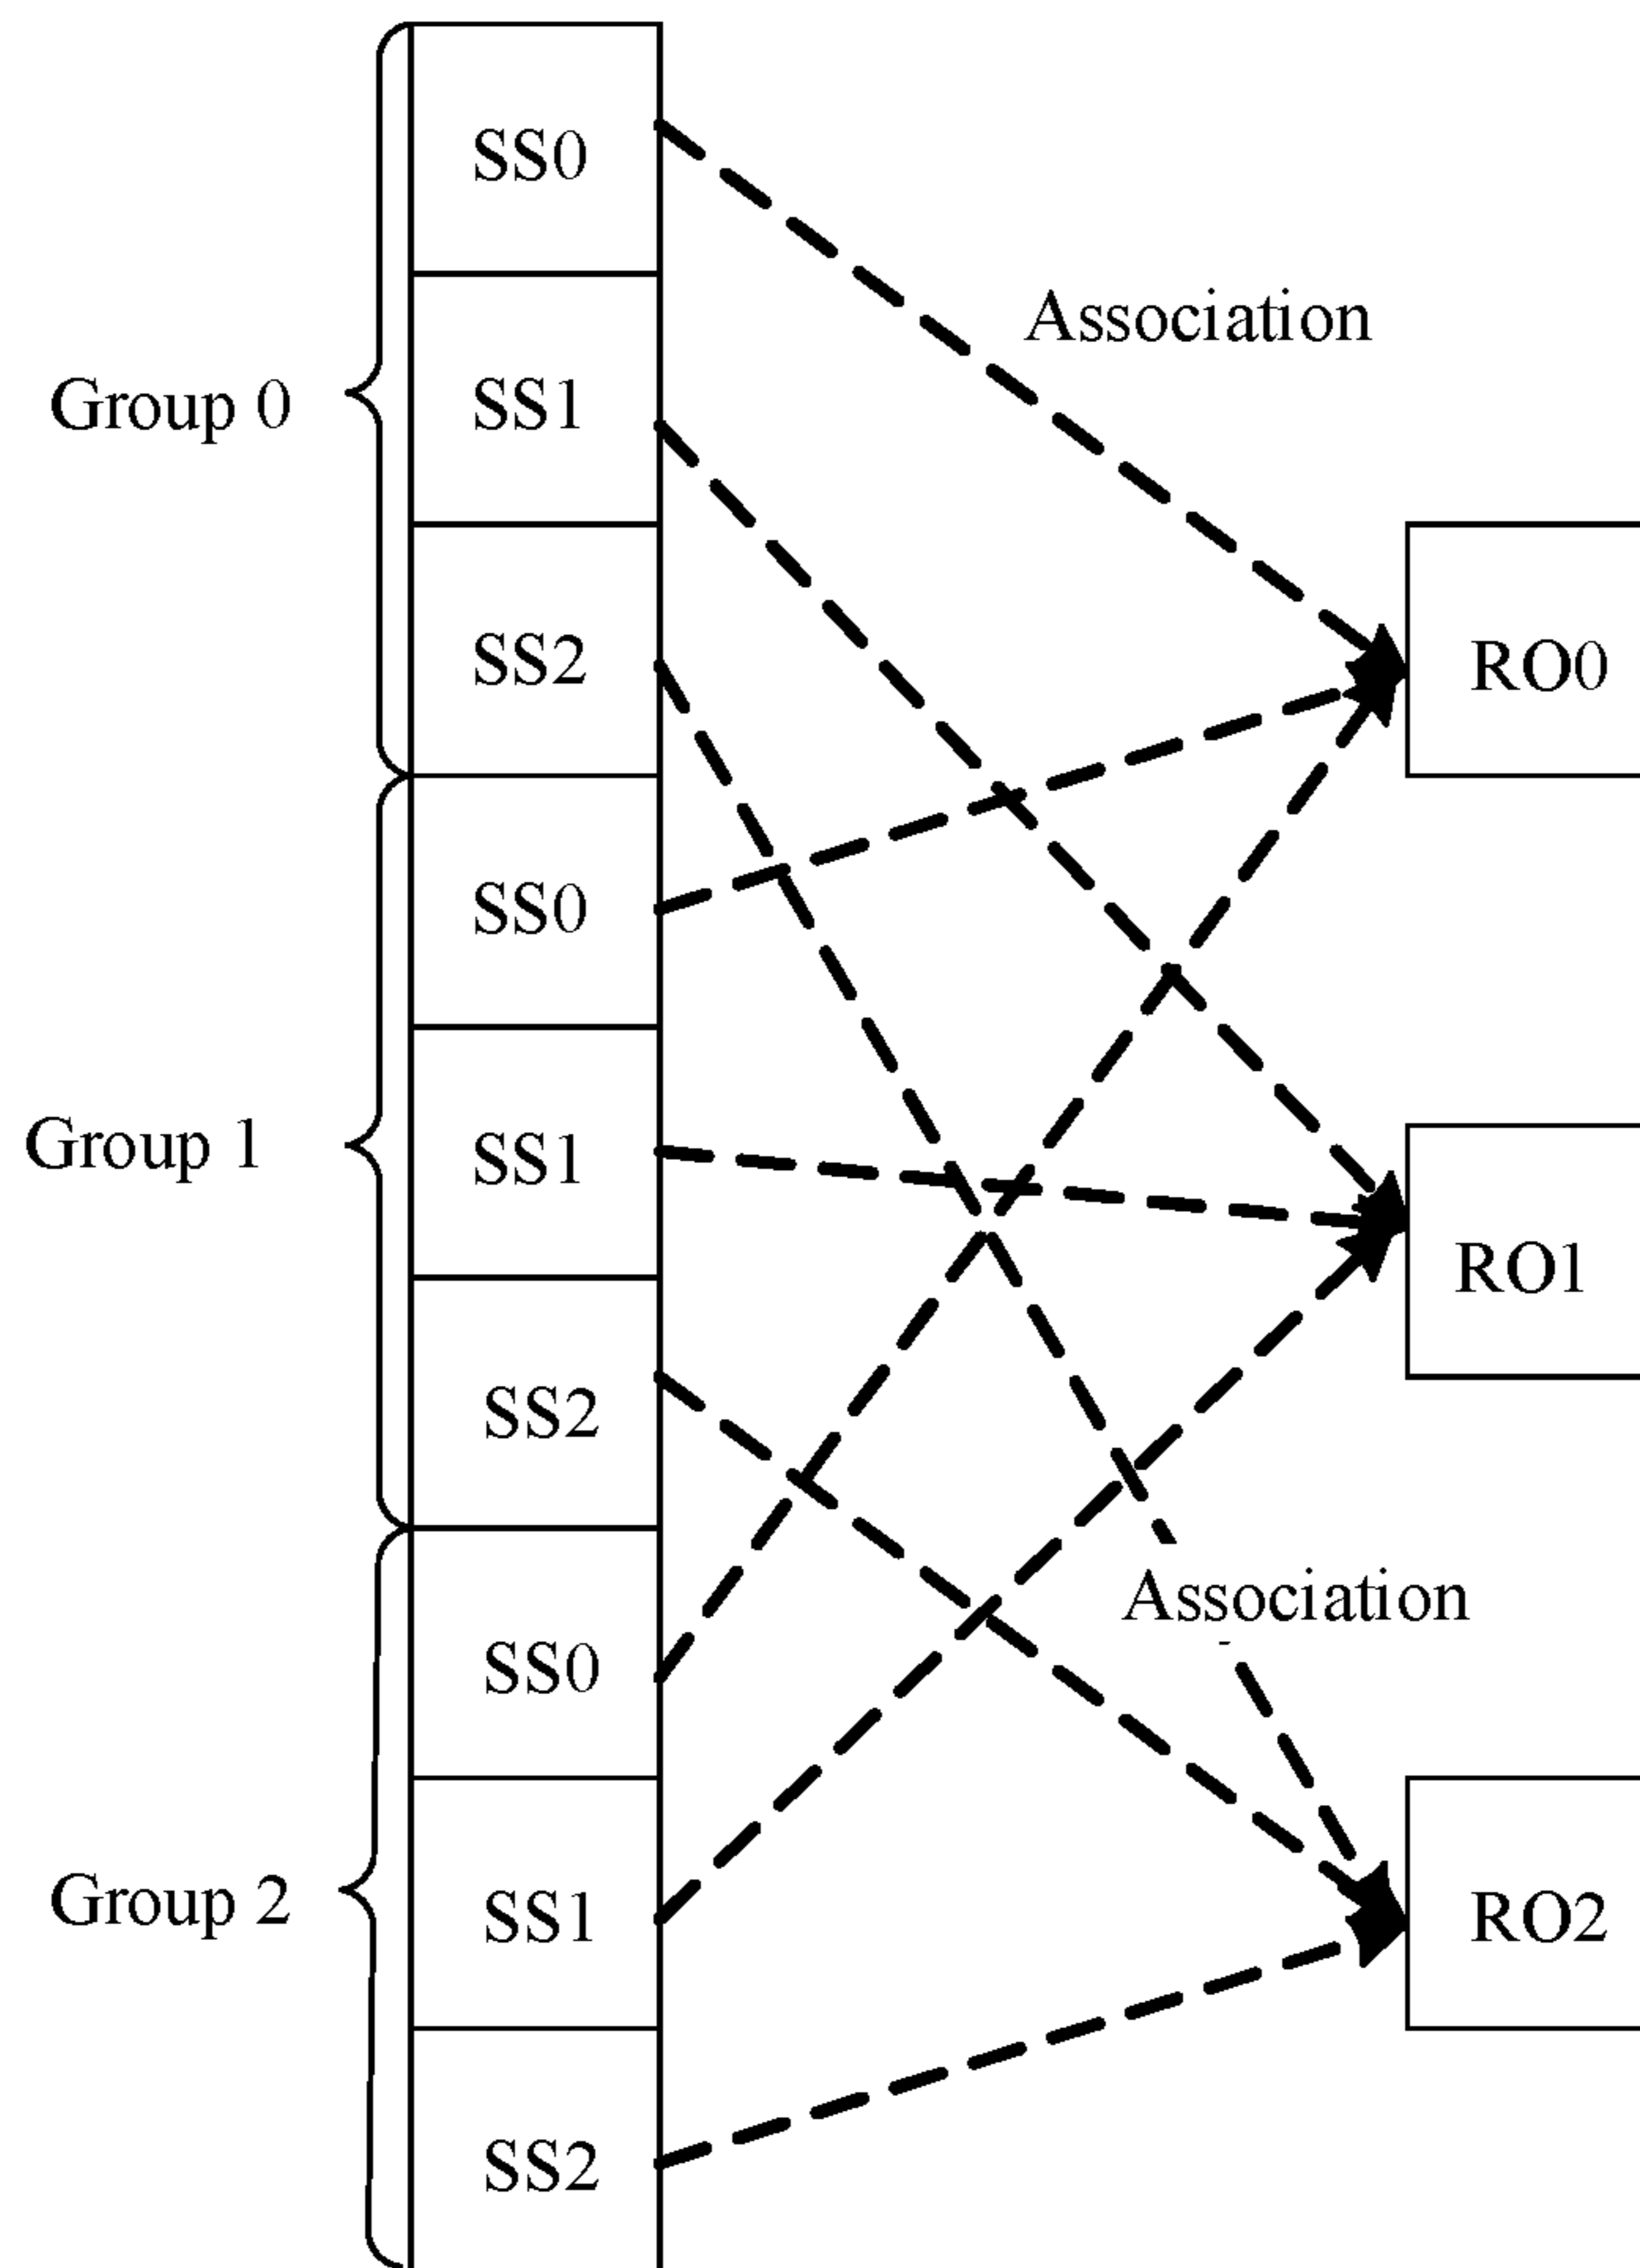 SS0
Association
Group 0
SS1
SS2
RO0
SS0
Group 1
SS1
RO1
SS2
Association
SS0
Group 2
SS1
RO2
SS2